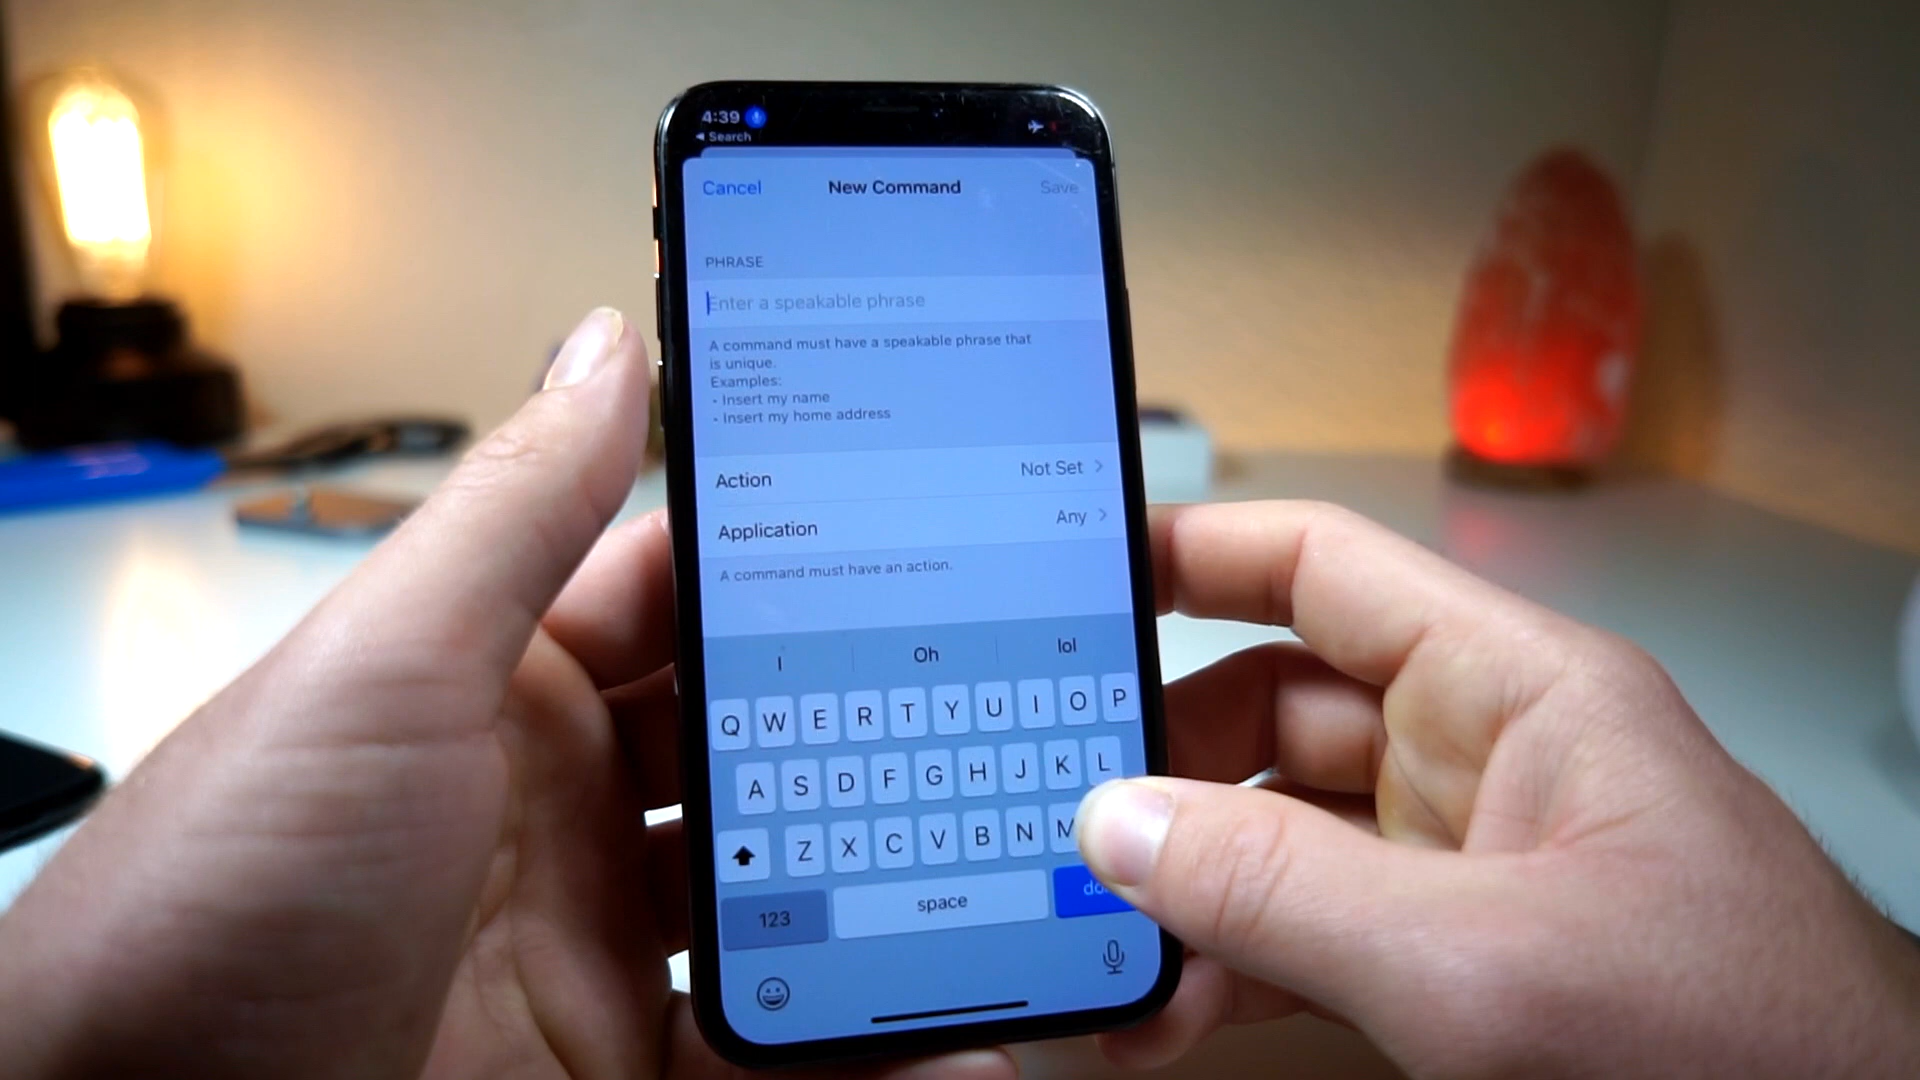 4:39
◀ Search
Cancel New Command Save
PHRASE
Enter a speakable phrase
A command must have a speakable phrase that
is unique.
Examples:
- Insert my name
- Insert my home address
Action Not Set >
Application Any >
A command must have an action.
I Oh lol
Q W E R T Y U I O P
A S D F G H J K L
Z X C V B N M
123 space